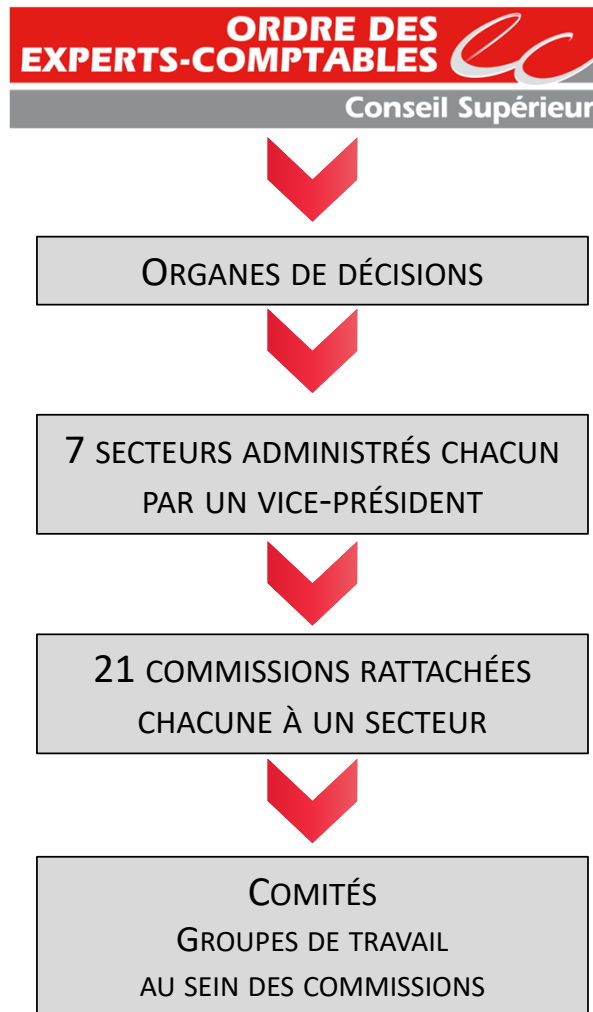 ORDRE DES
EXPERTS-COMPTABLES
Conseil Supérieur
ORGANES DE DÉCISIONS
7 SECTEURS ADMINISTRÉS CHACUN
PAR UN VICE-PRÉSIDENT
21 COMMISSIONS RATTACHÉES
CHACUNE À UN SECTEUR
COMITÉS
GROUPES DE TRAVAIL
AU SEIN DES COMMISSIONS